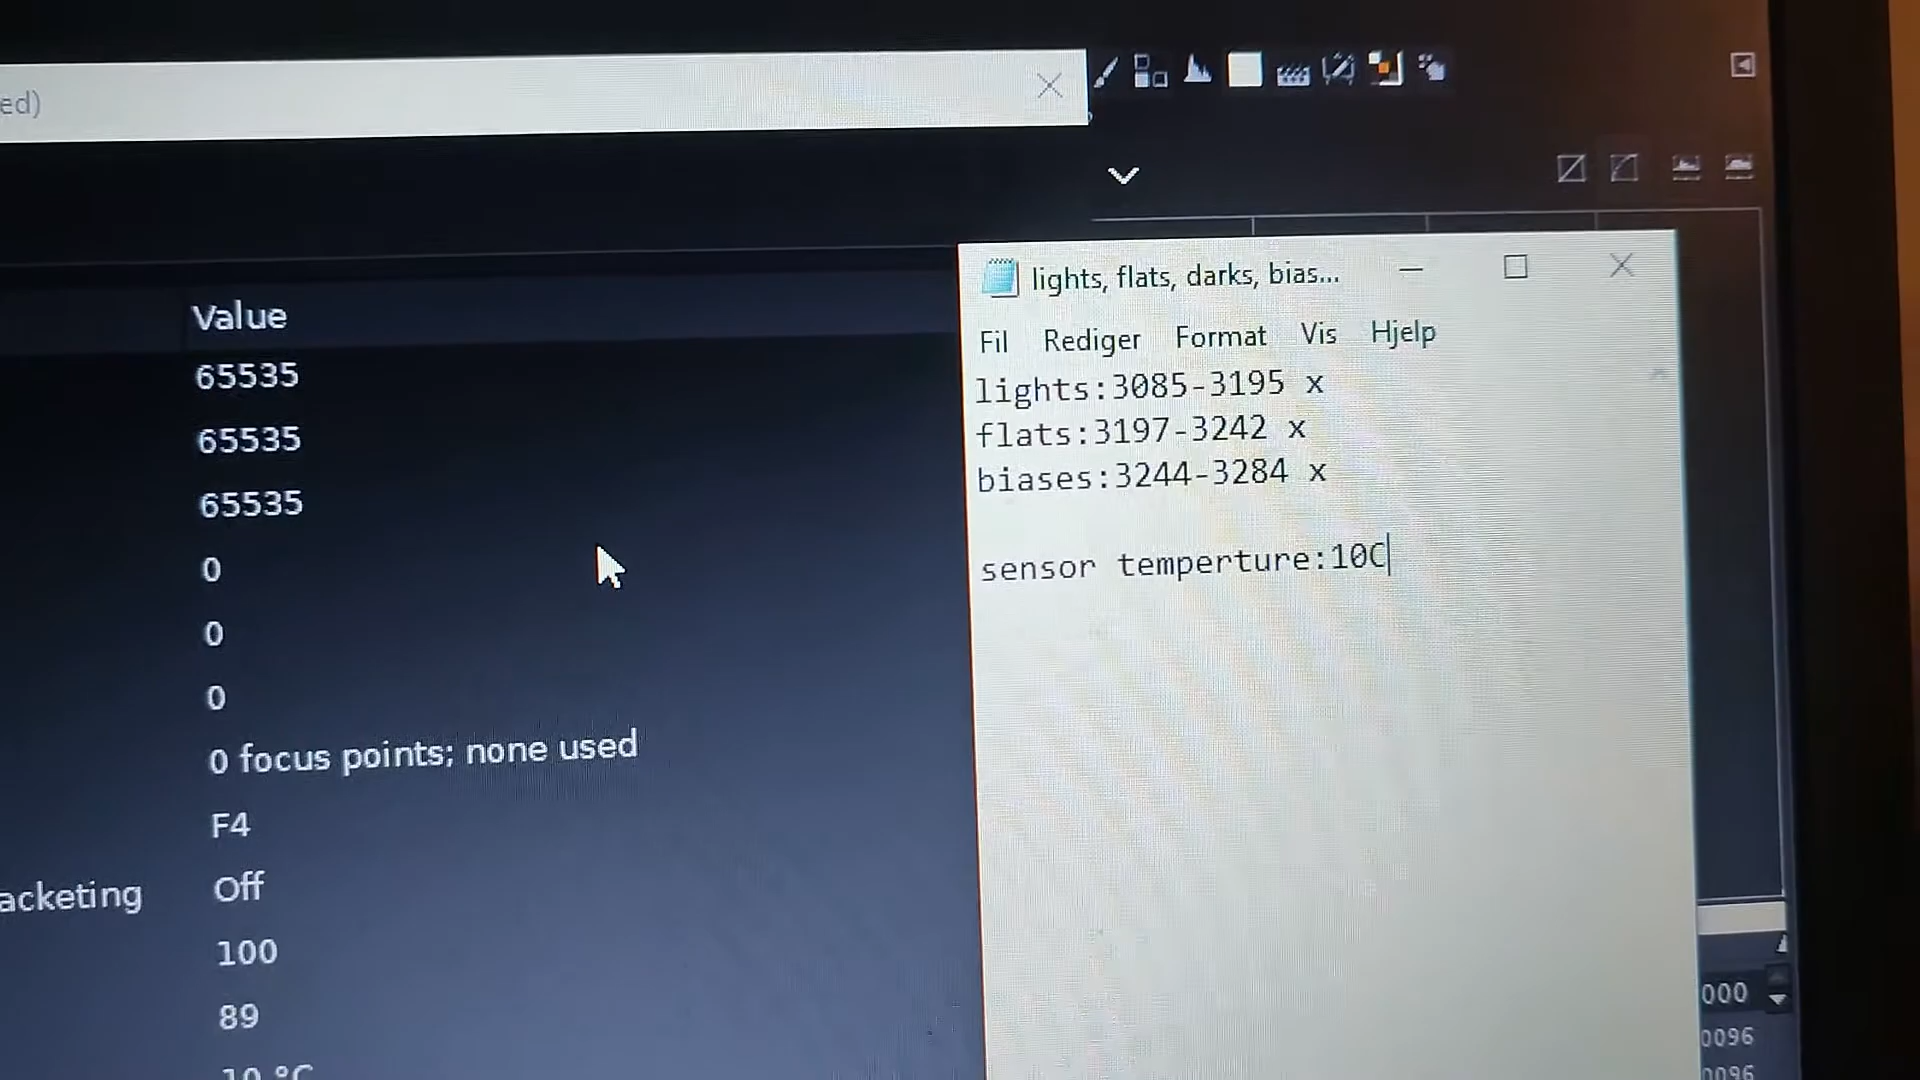 ed)
Value
65535
65535
65535
0
0
0
0 focus points; none used
F4
acketing Off
100
89
10 °C
lights, flats, darks, bias...
Fil Rediger Format Vis Hjelp
lights:3085-3195 x
flats:3197-3242 x
biases:3244-3284 x
sensor temperture:10C
000
0096
0096